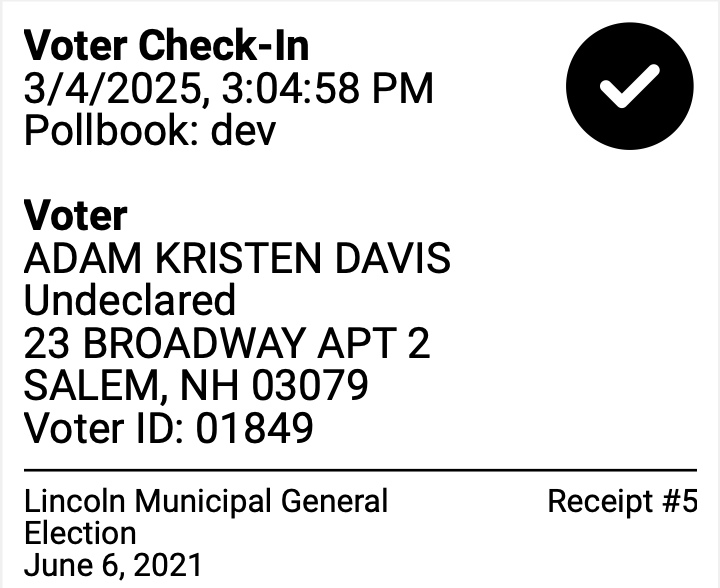 Voter Check-In
3/4/2025, 3:04:58 PM
Pollbook: dev
Voter
ADAM KRISTEN DAVIS
Undeclared
23 BROADWAY APT 2
SALEM, NH 03079
Voter ID: 01849
Lincoln Municipal General
Election
June 6, 2021
Receipt #5